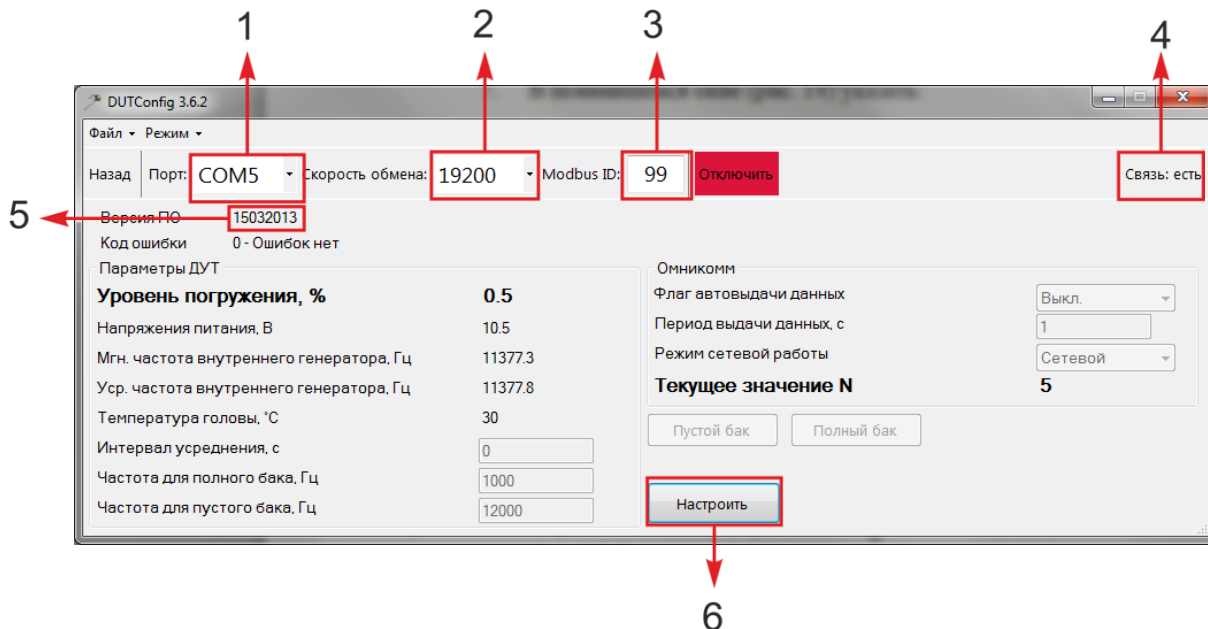 1 2 3 4
DUTConfig 3.6.2
Файл Режим
Назад Порт: COM5 Скорость обмена: 19200 Modbus ID: 99 Отключить Связь: есть
5
Версия ПО 15032013
Код ошибки 0 - Ошибок нет
Параметры ДУТ
Уровень погружения, % 0.5
Напряжения питания, В 10.5
Мгн. частота внутреннего генератора, Гц 11377.3
Уср. частота внутреннего генератора, Гц 11377.8
Температура головы, °С 30
Интервал усреднения, с 0
Частота для полного бака, Гц 1000
Частота для пустого бака, Гц 12000
Омникомм
Флаг автовыдачи данных Выкл.
Период выдачи данных, с 1
Режим сетевой работы Сетевой
Текущее значение N 5
Пустой бак Полный бак
Настроить
6